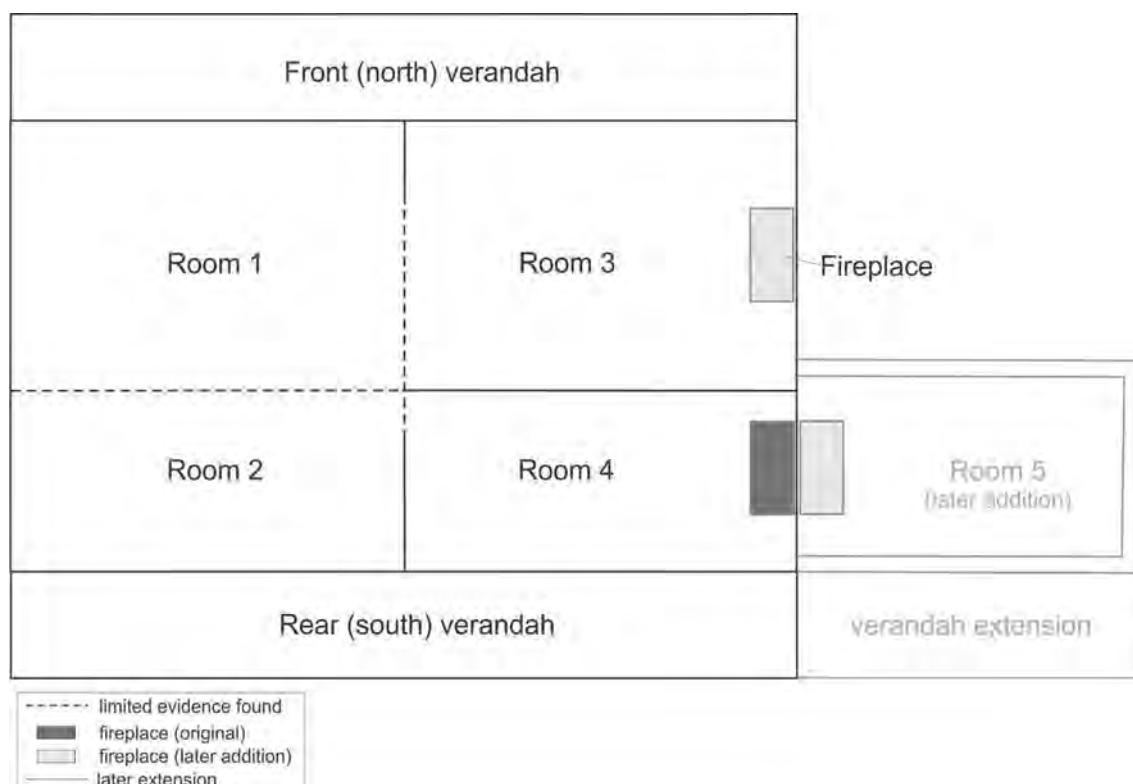 Front (north) verandah
Room 1
Room 3
Fireplace
Room 2
Room 4
Room 5
(later addition)
Rear (south) verandah
verandah extension
limited evidence found
fireplace (original)
fireplace (later addition)
later extension